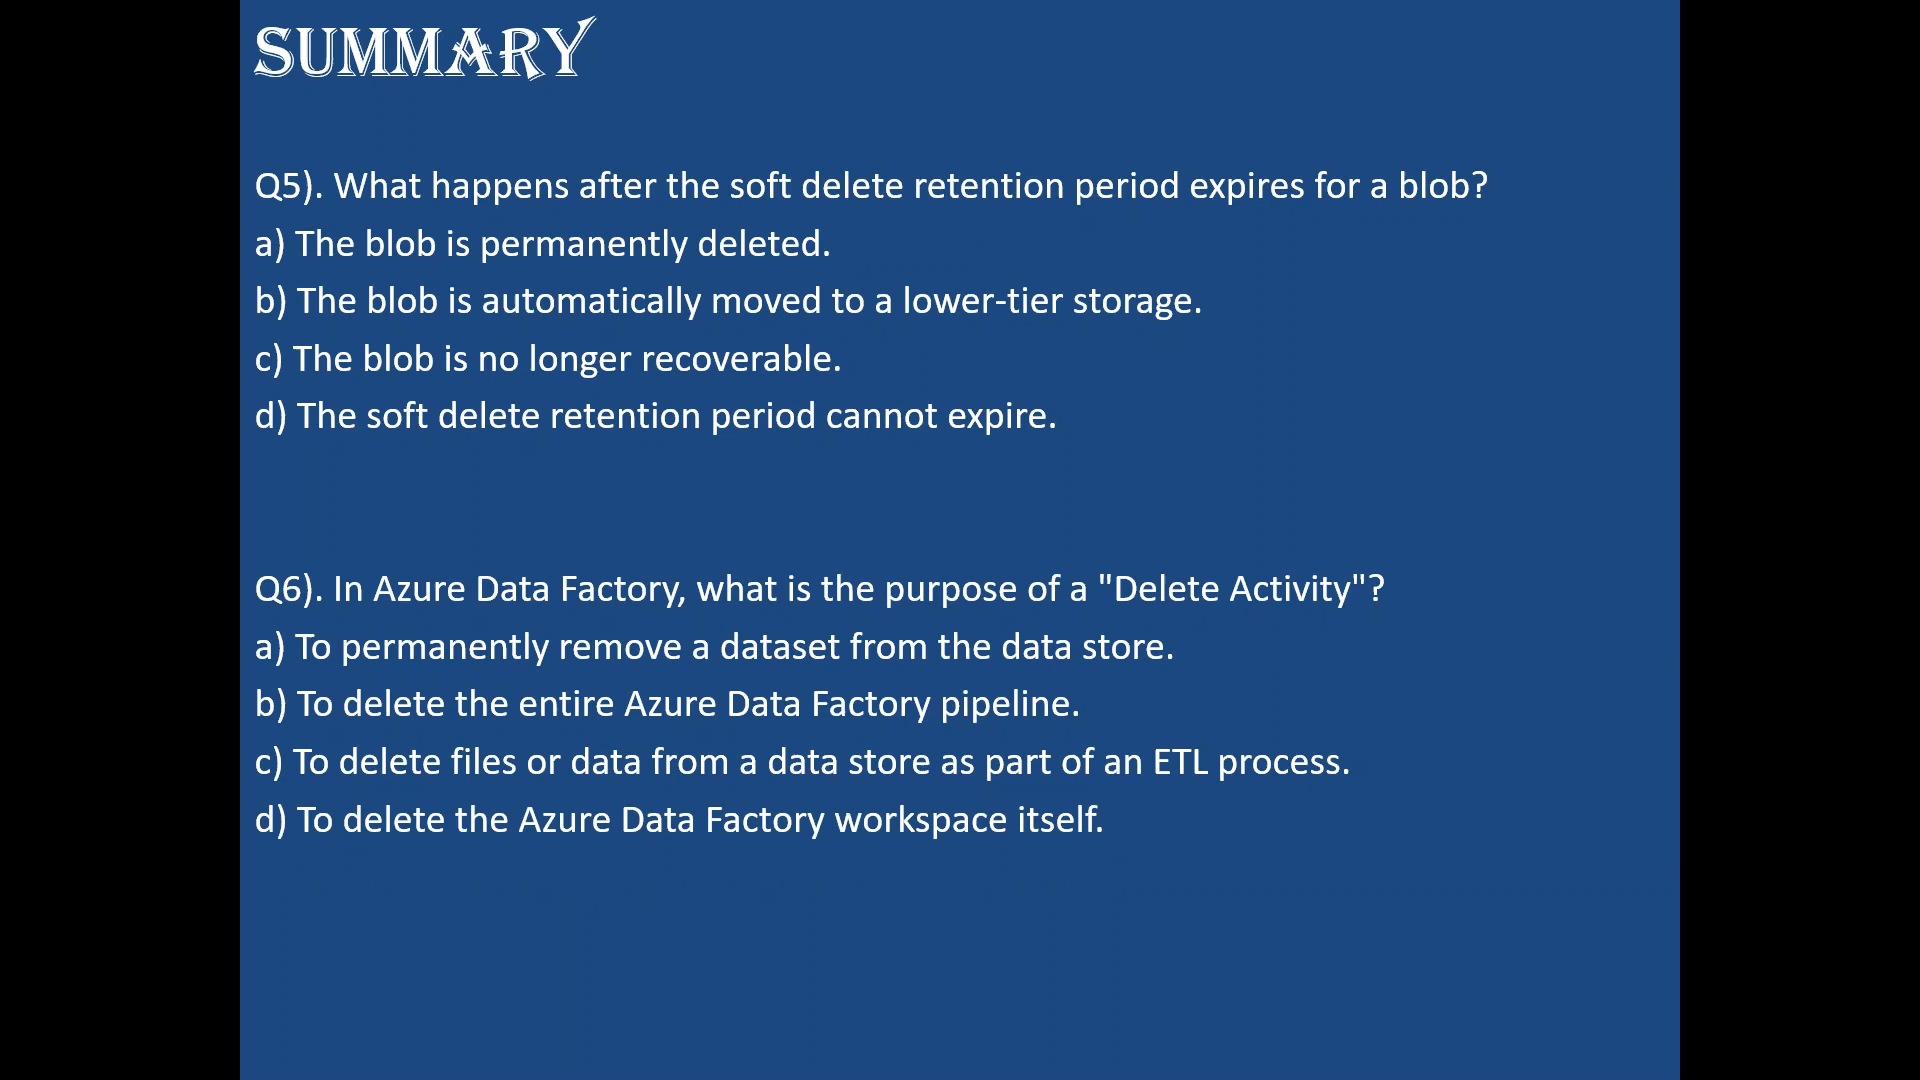 SUMMARY
Q5). What happens after the soft delete retention period expires for a blob?
a) The blob is permanently deleted.
b) The blob is automatically moved to a lower-tier storage.
c) The blob is no longer recoverable.
d) The soft delete retention period cannot expire.
Q6). In Azure Data Factory, what is the purpose of a "Delete Activity"?
a) To permanently remove a dataset from the data store.
b) To delete the entire Azure Data Factory pipeline.
c) To delete files or data from a data store as part of an ETL process.
d) To delete the Azure Data Factory workspace itself.